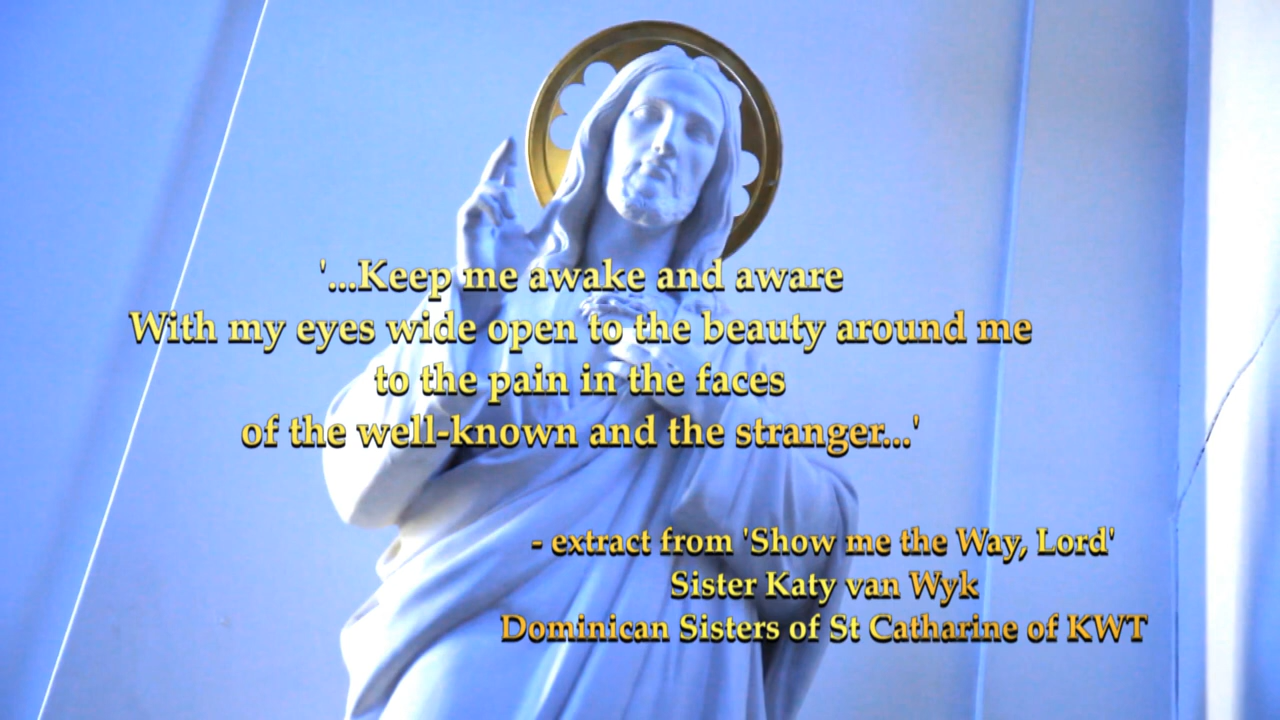 '...Keep me awake and aware
With my eyes wide open to the beauty around me
to the pain in the faces
of the well-known and the stranger...'
- extract from 'Show me the Way, Lord'
Sister Katy van Wyk
Dominican Sisters of St Catharine of KWT